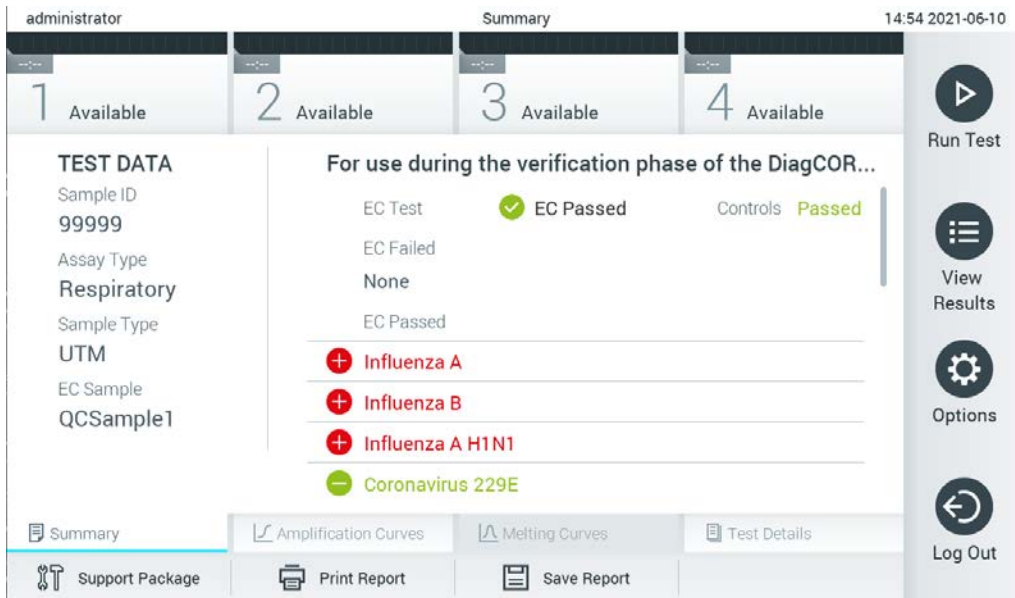 administrator
Summary
14:54 2021-06-10
--:--
--:--
--:--
--:--
1 Available
2 Available
3 Available
4 Available
TEST DATA
Sample ID
99999
Assay Type
Respiratory
Sample Type
UTM
EC Sample
QCSample1
For use during the verification phase of the DiagCOR...
EC Test
EC Passed
Controls Passed
EC Failed
None
EC Passed
Influenza A
Influenza B
Influenza A H1N1
Coronavirus 229E
Run Test
View
Results
Options
Log Out
Summary
Amplification Curves
Melting Curves
Test Details
Support Package
Print Report
Save Report